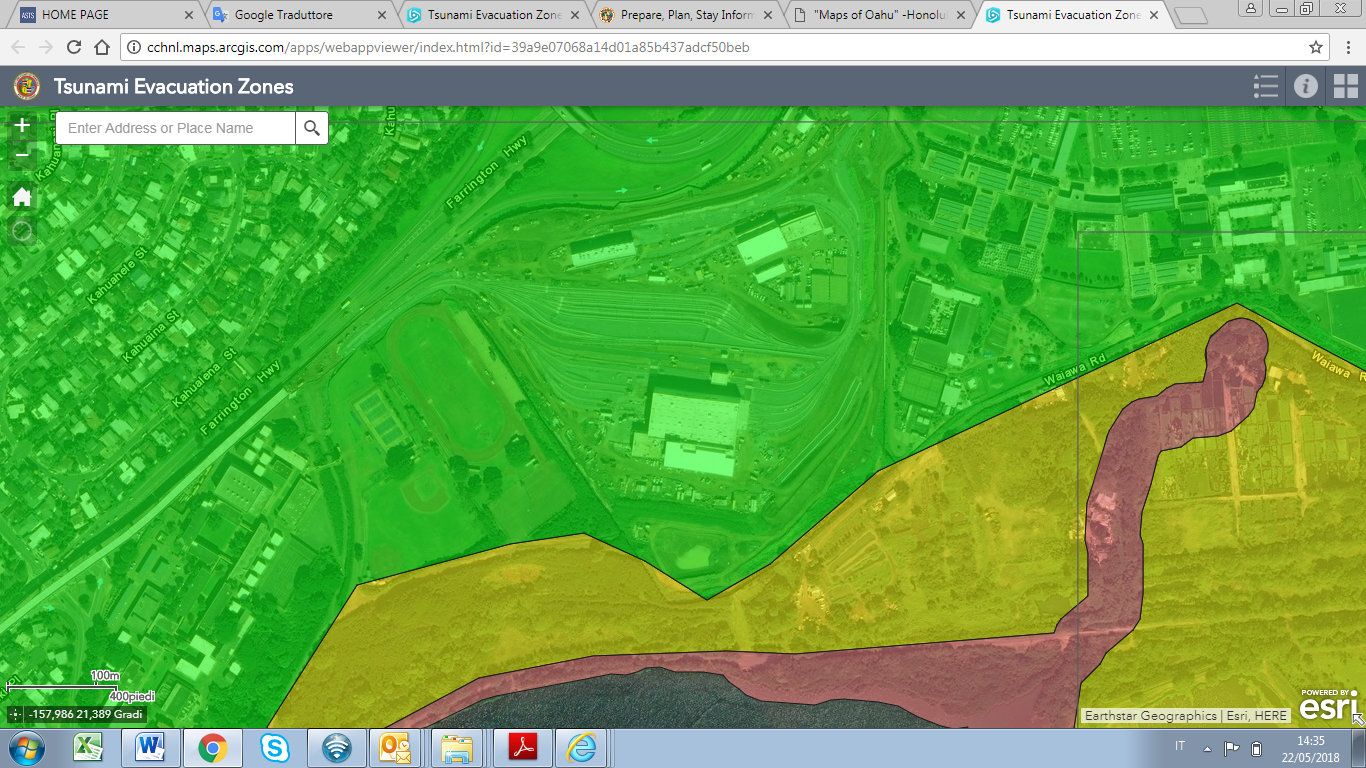 ASTS HOME PAGE
Google Traduttore
Tsunami Evacuation Zone
Prepare, Plan, Stay Inform
"Maps of Oahu" -Honolul
Tsunami Evacuation Zone
cchnl.maps.arcgis.com/apps/webappviewer/index.html?id=39a9e07068a14d01a85b437adcf50beb
Tsunami Evacuation Zones
+
Enter Address or Place Name
−
Farrington Hwy
Kahuahele St
Kahuaina St
Kahualena St
Farrington Hwy
Waiawa Rd
Waiawa R
100m
400piedi
-157,986 21,389 Gradi
Earthstar Geographics | Esri, HERE
POWERED BY
esri
IT
14:35
22/05/2018